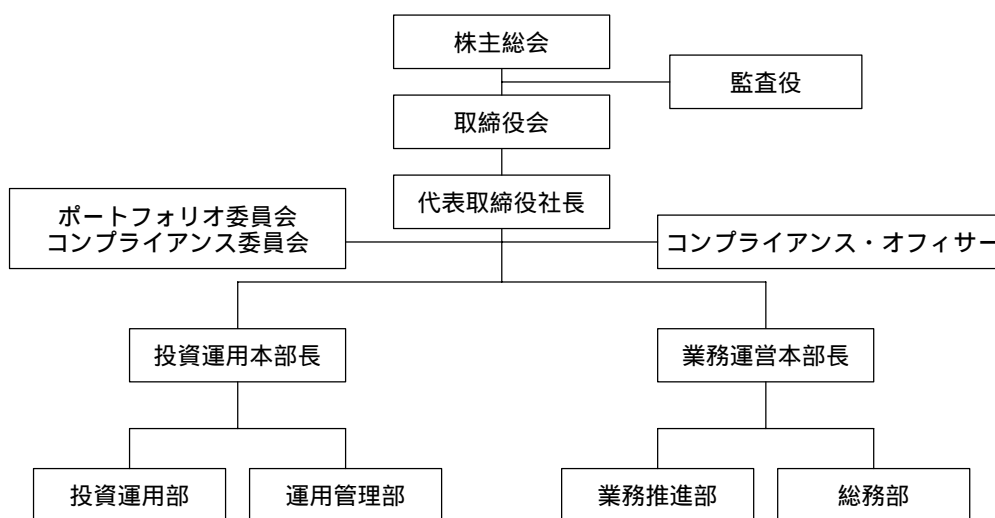 株主総会
監査役
取締役会
代表取締役社長
ポートフォリオ委員会
コンプライアンス委員会
コンプライアンス・オフィサー
投資運用本部長
業務運営本部長
投資運用部
運用管理部
業務推進部
総務部